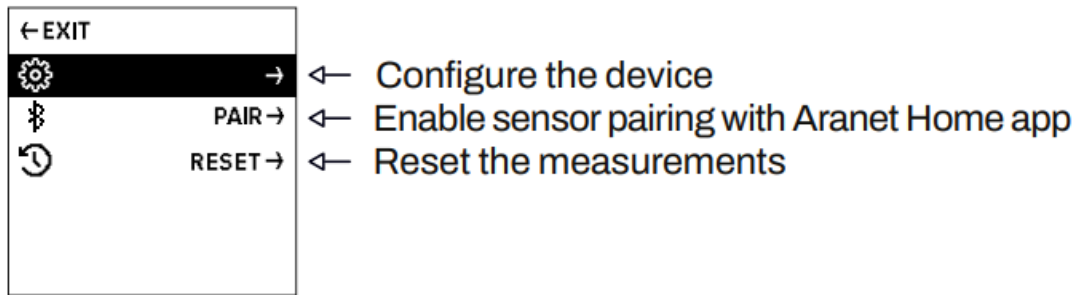 ←EXIT
→ Configure the device
PAIR→ Enable sensor pairing with Aranet Home app
RESET→ Reset the measurements